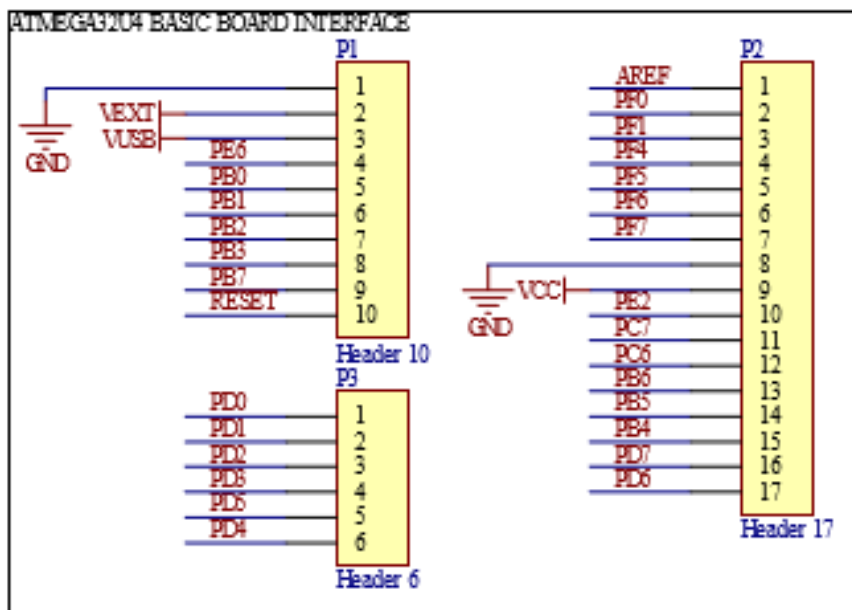 ATMEGA32U4 BASIC BOARD INTERFACE
P1
1
VEXT 2
VUSB 3
GND
PE6 4
PB0 5
PB1 6
PB2 7
PB3 8
PB7 9
RESET 10
Header 10
P3
PD0 1
PD1 2
PD2 3
PD3 4
PD5 5
PD4 6
Header 6
P2
AREF 1
PF0 2
PF1 3
PF4 4
PF5 5
PF6 6
PF7 7
8
VCC 9
GND
PE2 10
PC7 11
PC6 12
PB6 13
PB5 14
PB4 15
PD7 16
PD6 17
Header 17